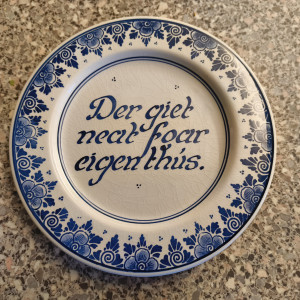 Der giet
neat foar
eigen thús.